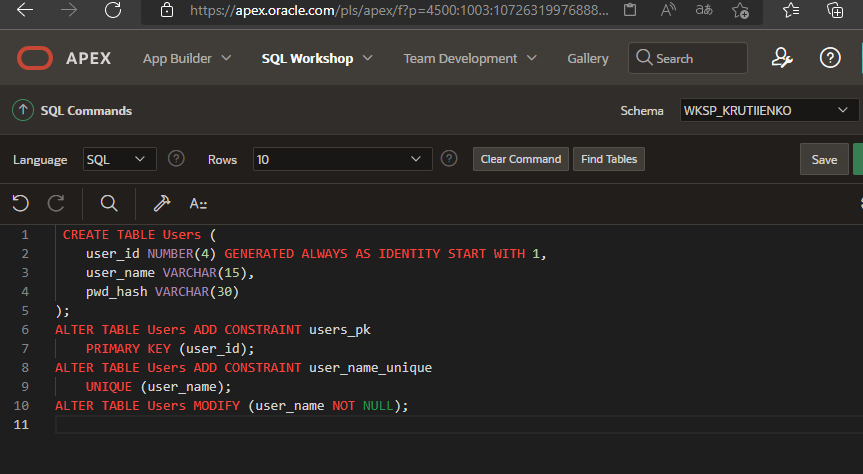 https://apex.oracle.com/pls/apex/f?p=4500:1003:10726319976888...
APEX App Builder SQL Workshop Team Development Gallery Search
SQL Commands Schema WKSP_KRUTIIENKO
Language SQL Rows 10 Clear Command Find Tables Save
A::
1 CREATE TABLE Users (
2 user_id NUMBER(4) GENERATED ALWAYS AS IDENTITY START WITH 1,
3 user_name VARCHAR(15),
4 pwd_hash VARCHAR(30)
5 );
6 ALTER TABLE Users ADD CONSTRAINT users_pk
7 PRIMARY KEY (user_id);
8 ALTER TABLE Users ADD CONSTRAINT user_name_unique
9 UNIQUE (user_name);
10 ALTER TABLE Users MODIFY (user_name NOT NULL);
11